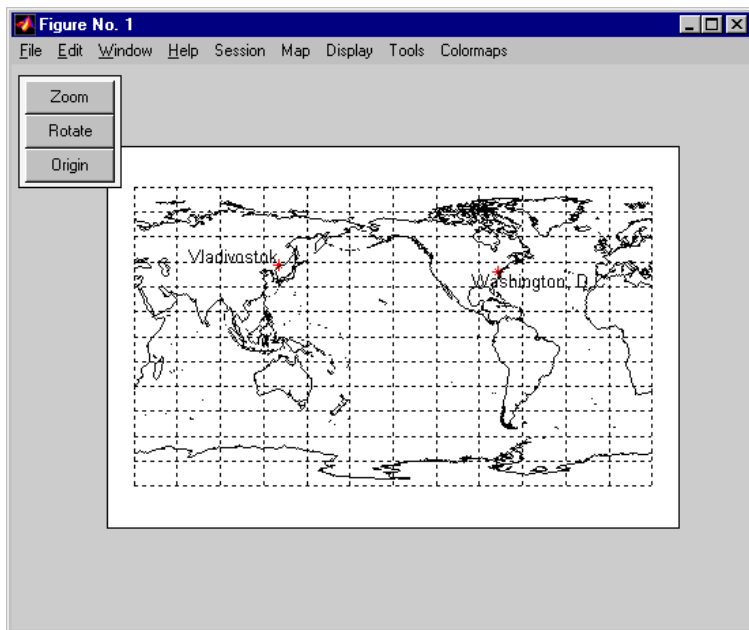 Figure No. 1
File Edit Window Help Session Map Display Tools Colormaps
Zoom
Rotate
Origin
Vladivostok
Washington, D